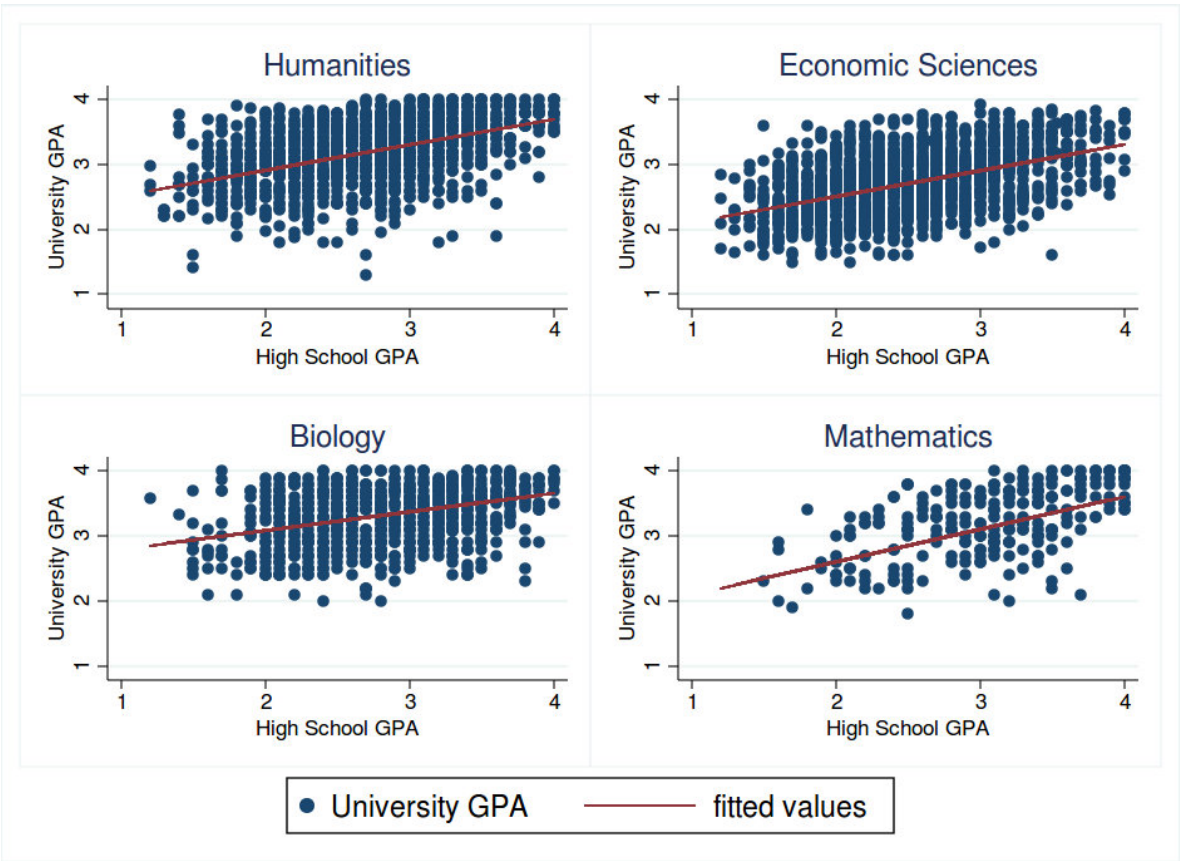 Humanities
University GPA
4
3
2
1
1 2 3 4
High School GPA
Economic Sciences
University GPA
4
3
2
1
1 2 3 4
High School GPA
Biology
University GPA
4
3
2
1
1 2 3 4
High School GPA
Mathematics
University GPA
4
3
2
1
1 2 3 4
High School GPA
University GPA fitted values